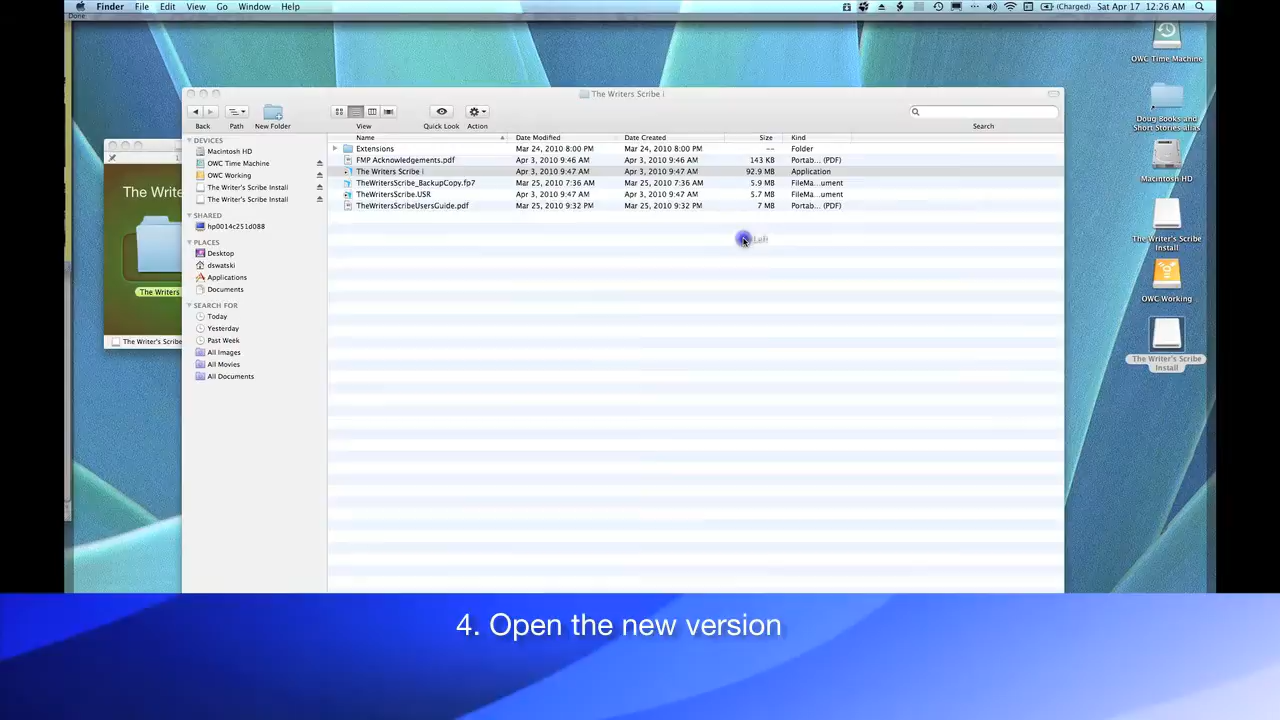 Finder File Edit View Go Window Help (Charged) Sat Apr 17 12:26 AM
Done
The Writers Scribe i
Back Path New Folder View Quick Look Action Search
Name Date Modified Date Created Size Kind
Extensions Mar 24, 2010 8:00 PM Mar 24, 2010 8:00 PM -- Folder
FMP Acknowledgements.pdf Apr 3, 2010 9:46 AM Apr 3, 2010 9:46 AM 143 KB Portab... (PDF)
The Writers Scribe i Apr 3, 2010 9:47 AM Apr 3, 2010 9:47 AM 92.9 MB Application
TheWritersScribe_BackupCopy.fp7 Mar 25, 2010 7:36 AM Mar 25, 2010 7:36 AM 5.9 MB FileMa...ument
TheWritersScribe.USR Apr 3, 2010 9:47 AM Apr 3, 2010 9:47 AM 5.7 MB FileMa...ument
TheWritersScribeUsersGuide.pdf Mar 25, 2010 9:32 PM Mar 25, 2010 9:32 PM 7 MB Portab... (PDF)
Left
DEVICES
Macintosh HD
OWC Time Machine
OWC Working
The Writer's Scribe Install
The Writer's Scribe Install
SHARED
hp0014c251d088
PLACES
Desktop
dswatski
Applications
Documents
SEARCH FOR
Today
Yesterday
Past Week
All Images
All Movies
All Documents
1
The Wri
The Writers
The Writer's Scribe
OWC Time Machine
Doug Books and
Short Stories alias
Macintosh HD
The Writer's Scribe
Install
OWC Working
The Writer's Scribe
Install
4. Open the new version